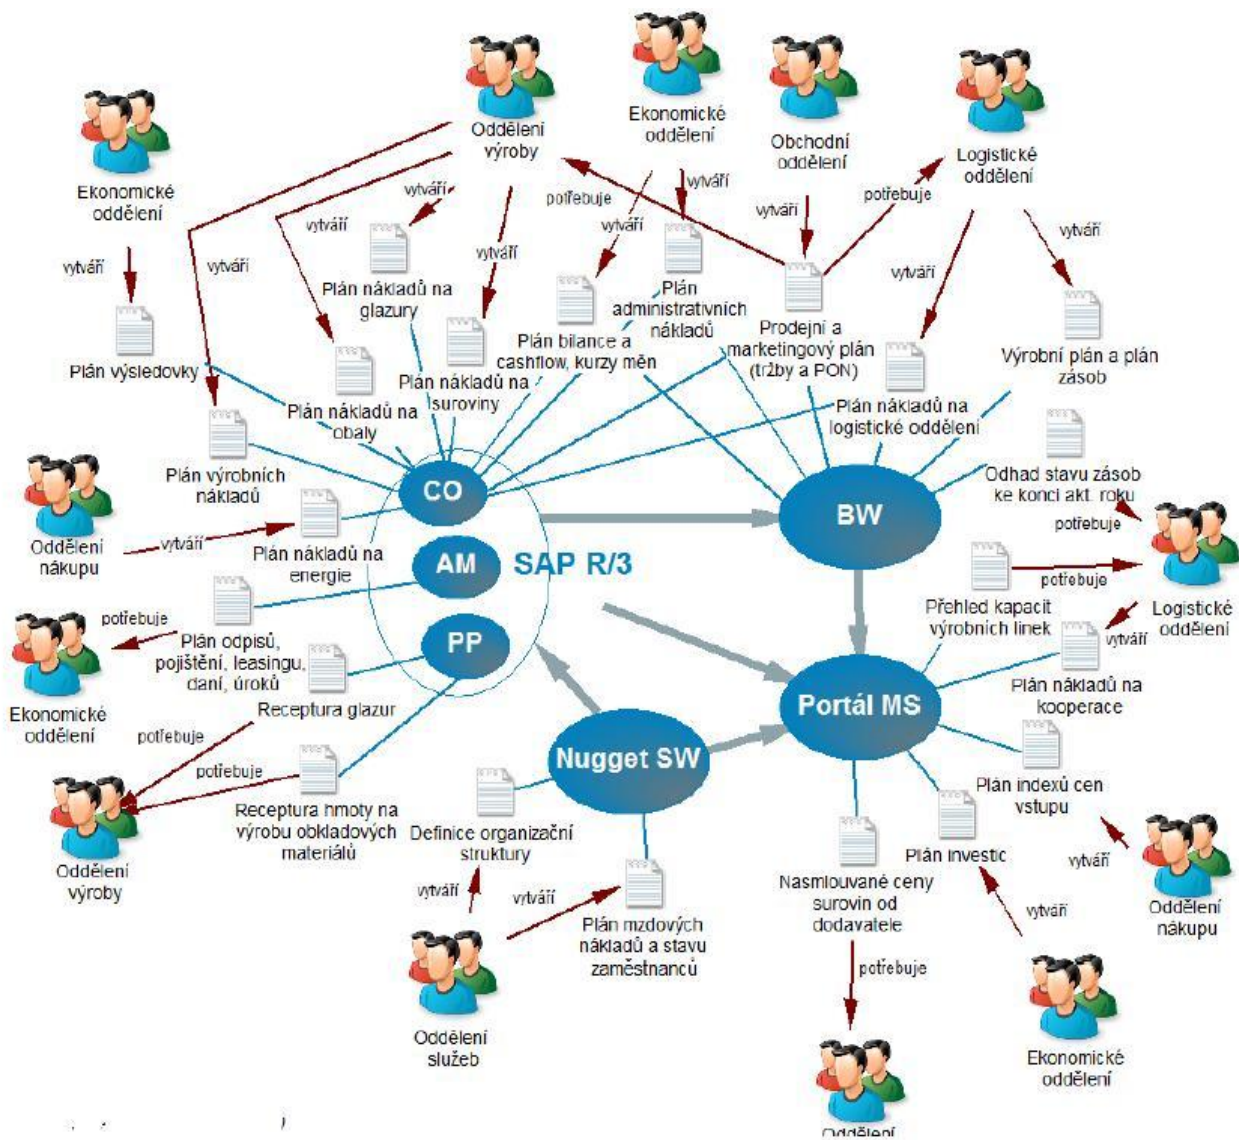 Ekonomické
oddělení
Oddělení
výroby
Ekonomické
oddělení
Obchodní
oddělení
Logistické
oddělení
vytváří
vytváří
vytváří
vytváří
vytváří
potřebuje
vytváří
vytváří
vytváří
potřebuje
vytváří
vytváří
Plán výsledovky
Plán nákladů na
glazury
Plán nákladů na
obaly
Plán nákladů na
suroviny
Plán bilance a
cashflow, kurzy měn
Plán
administrativních
nákladů
Prodejní a
marketingový plán
(tržby a PON)
Plán nákladů na
logistické oddělení
Výrobní plán a plán
zásob
Odhad stavu zásob
ke konci akt. roku
Plán výrobních
nákladů
Oddělení
nákupu
vytváří
Plán nákladů na
energie
CO
AM
PP
SAP R/3
BW
potřebuje
potřebuje
Přehled kapacit
výrobních linek
Logistické
oddělení
vytváří
Plán nákladů na
kooperace
potřebuje
Ekonomické
oddělení
Plán odpisů,
pojištění, leasingu,
daní, úroků
Receptura glazur
potřebuje
potřebuje
Oddělení
výroby
Receptura hmoty na
výrobu obkladových
materiálů
Nugget SW
Portál MS
Definice organizační
struktury
vytváří
vytváří
Oddělení
služeb
Plán mzdových
nákladů a stavu
zaměstnanců
Nasmlouvané ceny
surovin od
dodavatele
potřebuje
Oddělení
Plán investic
vytváří
Ekonomické
oddělení
Plán indexů cen
vstupu
vytváří
Oddělení
nákupu